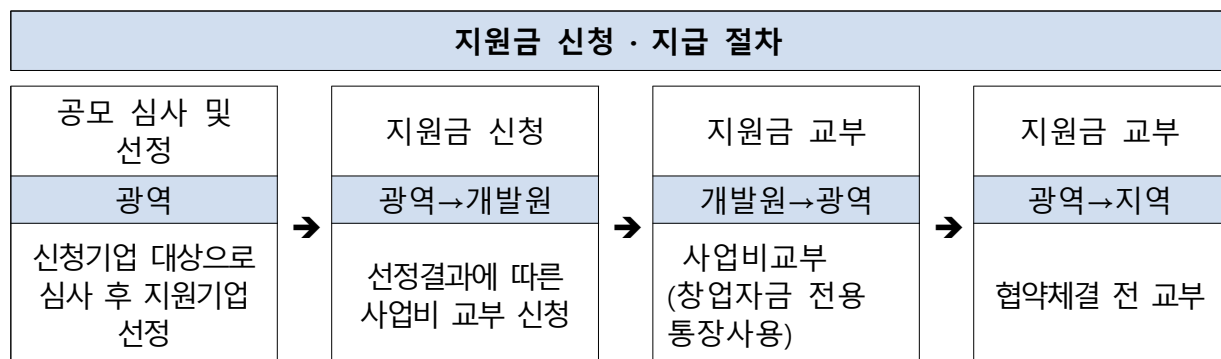 지원금 신청 · 지급 절차
공모 심사 및
선정
광역
신청기업 대상으로
심사 후 지원기업
선정
➔
지원금 신청
광역→개발원
선정결과에 따른
사업비 교부 신청
➔
지원금 교부
개발원→광역
사업비교부
(창업자금 전용
통장사용)
➔
지원금 교부
광역→지역
협약체결 전 교부